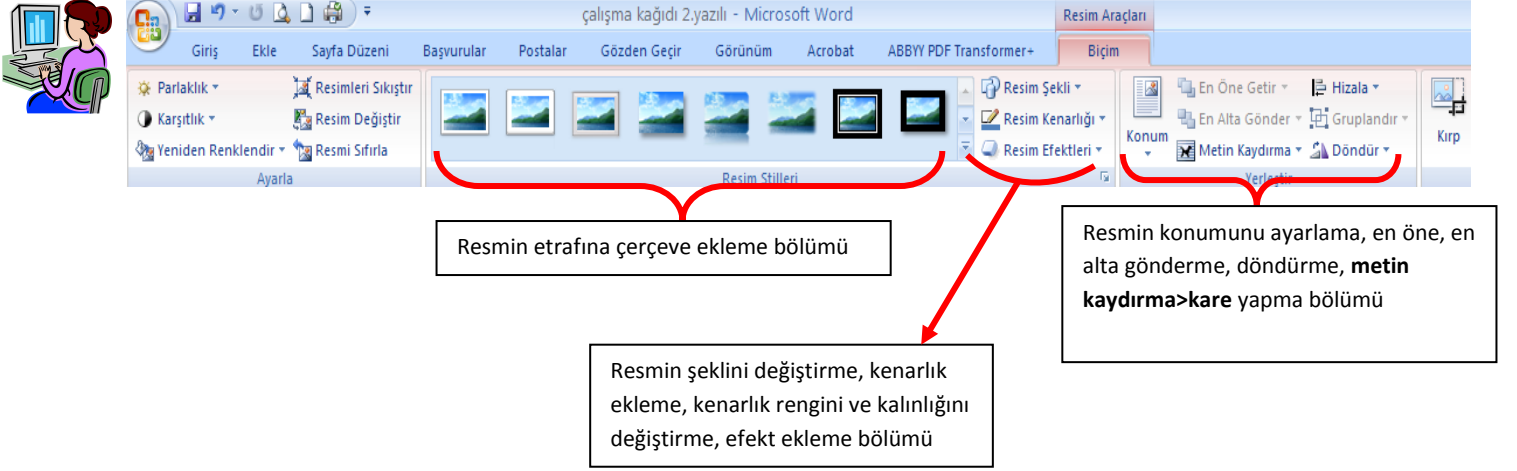 çalışma kağıdı 2.yazılı - Microsoft Word
Resim Araçları
Giriş Ekle Sayfa Düzeni Başvurular Postalar Gözden Geçir Görünüm Acrobat ABBYY PDF Transformer+ Biçim
Parlaklık
Karşıtlık
Yeniden Renklendir
Resimleri Sıkıştır
Resim Değiştir
Resmi Sıfırla
Ayarla
Resim Şekli
Resim Kenarlığı
Resim Efektleri
Resim Stilleri
Konum
En Öne Getir
En Alta Gönder
Metin Kaydırma
Hizala
Gruplandır
Döndür
Yerleştir
Kırp
Resmin etrafına çerçeve ekleme bölümü
Resmin konumunu ayarlama, en öne, en
alta gönderme, döndürme, metin
kaydırma>kare yapma bölümü
Resmin şeklini değiştirme, kenarlık
ekleme, kenarlık rengini ve kalınlığını
değiştirme, efekt ekleme bölümü